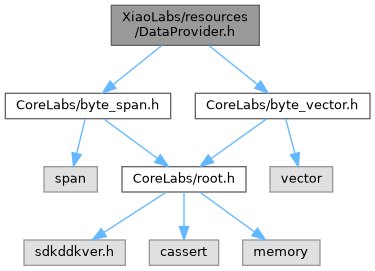 XiaoLabs/resources
/DataProvider.h
CoreLabs/byte_span.h
CoreLabs/byte_vector.h
span
CoreLabs/root.h
vector
sdkddkver.h
cassert
memory